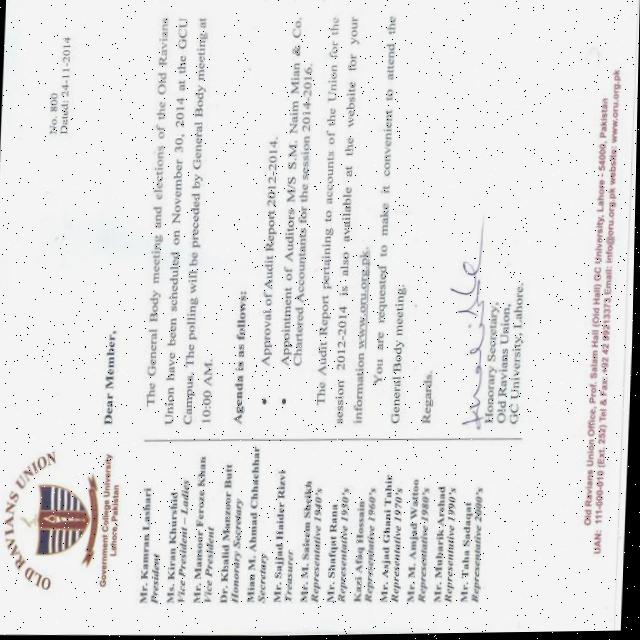 OLD RAVIANS UNION
Government College University
Lahore, Pakistan
No. 800
Dated: 24-11-2014
Mr. Kamran Lashari
President
Ms. Kiran Khurshid
Vice President – Ladies
Mr. Mansoor Feroze Khan
Vice President
Dr. Khalid Manzoor Butt
Honorary Secretary
Mian M. Ahmad Chhachhar
Secretary
Mr. Sajjad Haider Rizvi
Treasurer
Mr. M. Saleem Sheikh
Representative 1940's
Mr. Shafqat Rana
Representative 1950's
Kazi Afaq Hossain
Representative 1960's
Mr. Asjad Ghani Tahir
Representative 1970's
Mr. M. Amjad Wattoo
Representative 1980's
Mr. Mubarik Arshad
Representative 1990's
Mr. Taha Sadaqat
Representative 2000's
Dear Member,
The General Body meeting and elections of the Old Ravians
Union have been scheduled on November 30, 2014 at the GCU
Campus. The polling will be preceded by General Body meeting at
10:00 AM.
Agenda is as follows:
• Approval of Audit Report 2012-2014.
• Appointment of Auditors M/S S.M. Naim Mian & Co.
Chartered Accountants for the session 2014-2016.
The Audit Report pertaining to accounts of the Union for the
session 2012-2014 is also available at the website for your
information www.oru.org.pk.
You are requested to make it convenient to attend the
General Body meeting.
Regards.
Honorary Secretary,
Old Ravians Union,
GC University, Lahore.
Old Ravians Union Office, Prof. Salam Hall (Old Hall) GC University, Lahore - 54000, Pakistan
UAN: 111-000-010 (Ext. 252) Tel & Fax: +92 42 99213373 Email: info@oru.org.pk website: www.oru.org.pk